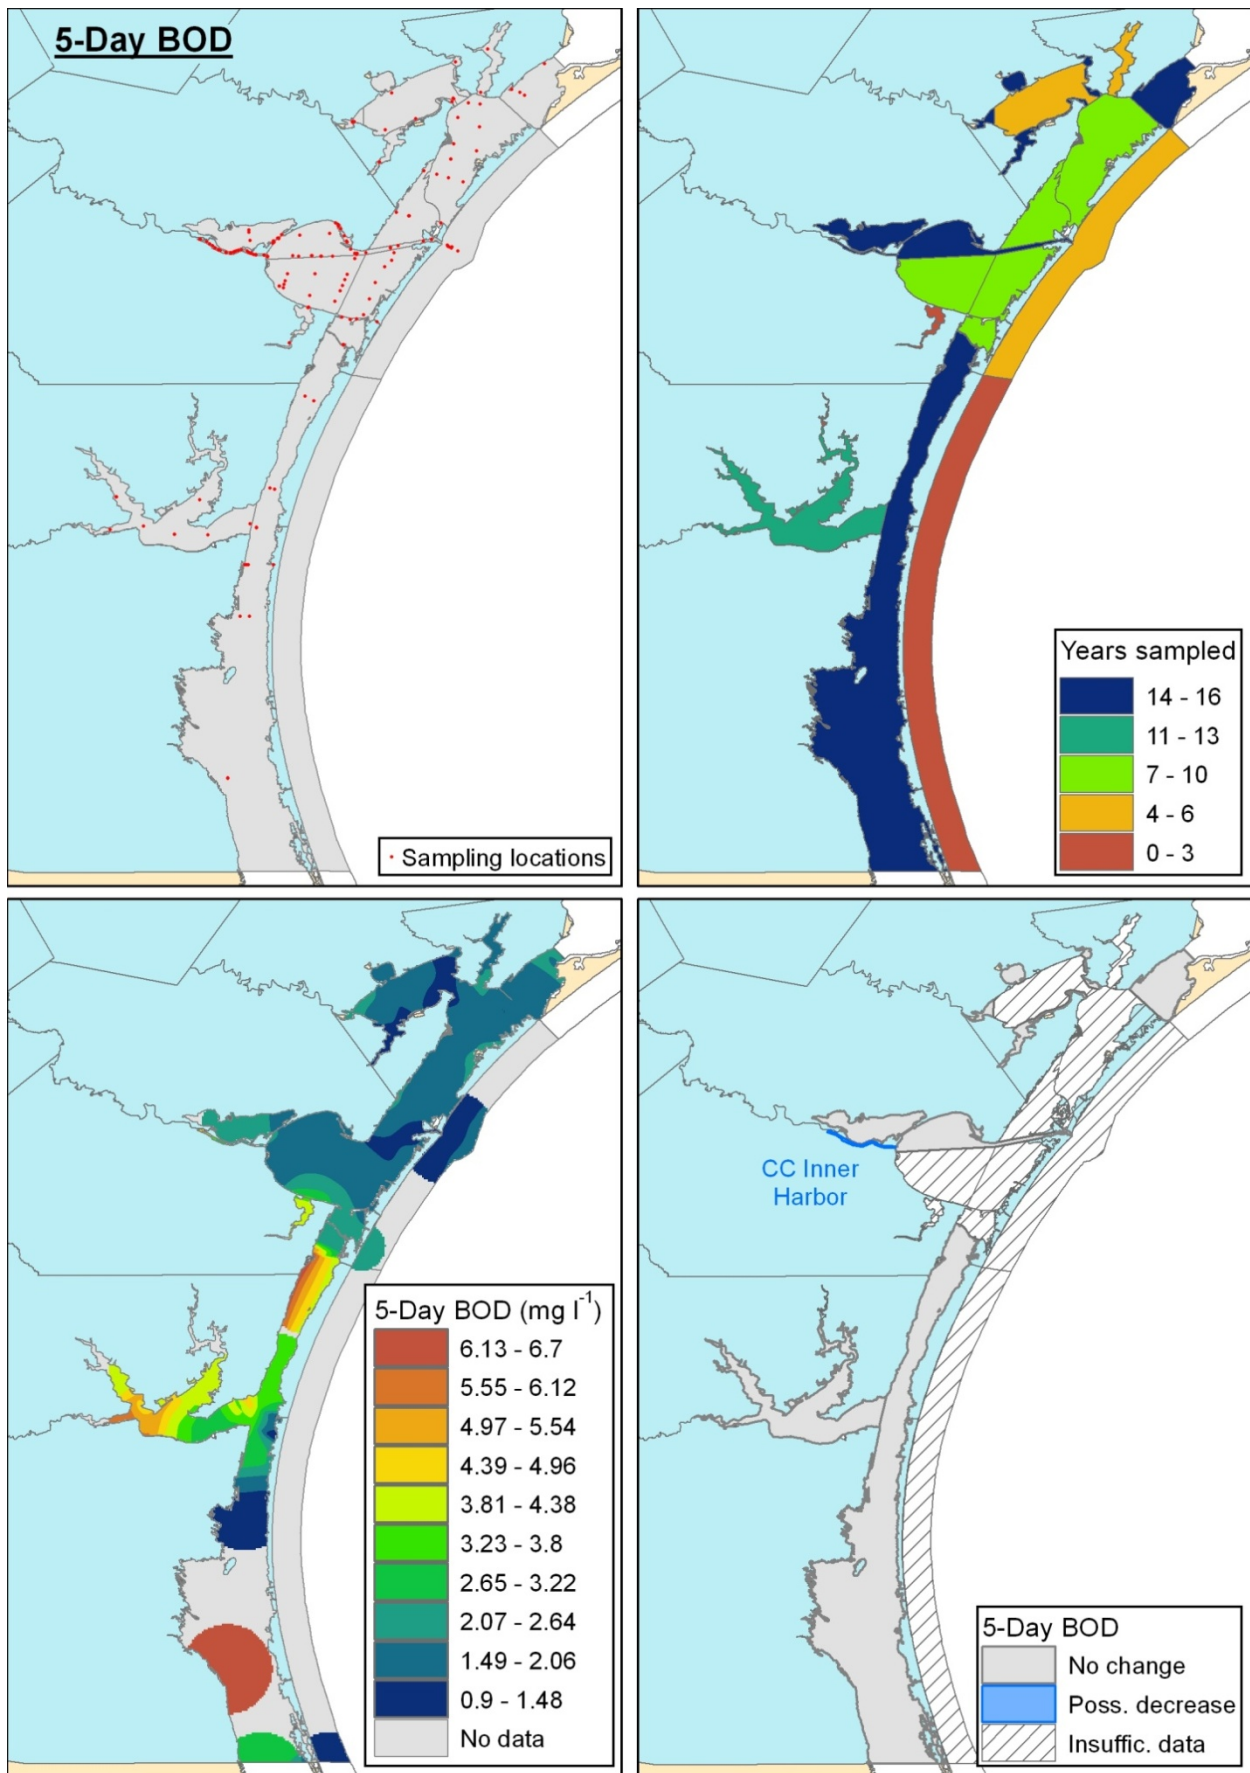 5-Day BOD
Sampling locations
Years sampled
14 - 16
11 - 13
7 - 10
4 - 6
0 - 3
5-Day BOD (mg l⁻¹)
6.13 - 6.7
5.55 - 6.12
4.97 - 5.54
4.39 - 4.96
3.81 - 4.38
3.23 - 3.8
2.65 - 3.22
2.07 - 2.64
1.49 - 2.06
0.9 - 1.48
No data
CC Inner
Harbor
5-Day BOD
No change
Poss. decrease
Insuffic. data